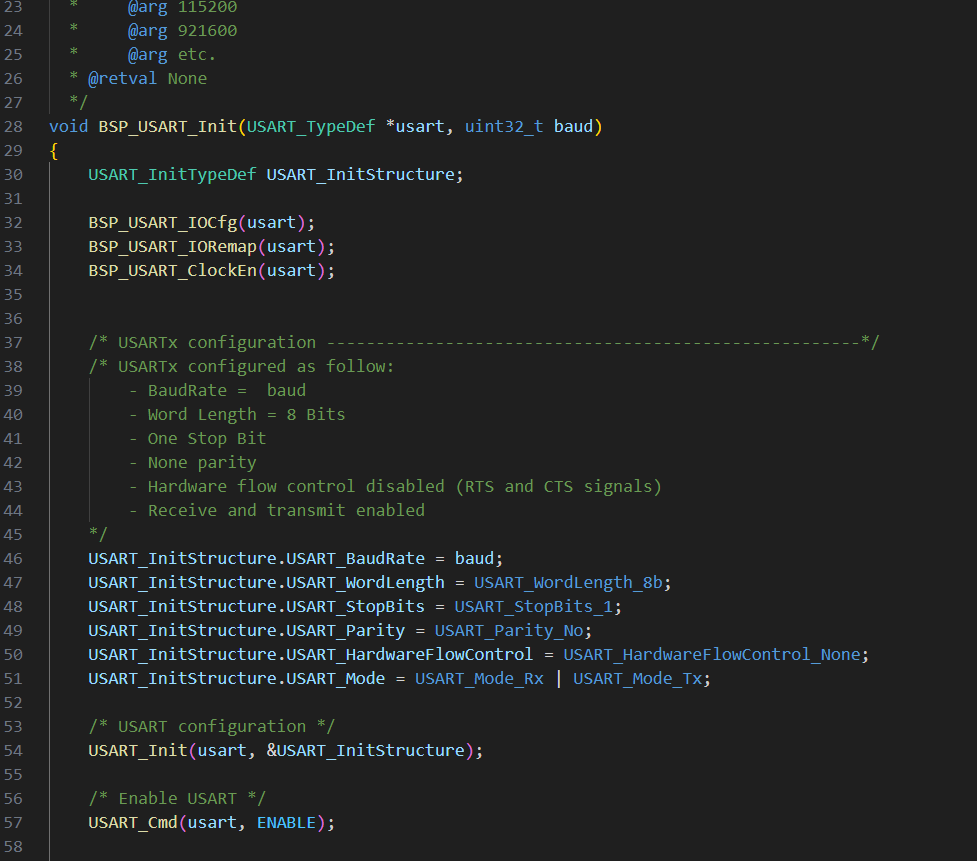 23 * @arg 115200
24 * @arg 921600
25 * @arg etc.
26 * @retval None
27 */
28 void BSP_USART_Init(USART_TypeDef *usart, uint32_t baud)
29 {
30 USART_InitTypeDef USART_InitStructure;
31
32 BSP_USART_IOCfg(usart);
33 BSP_USART_IORemap(usart);
34 BSP_USART_ClockEn(usart);
35
36
37 /* USARTx configuration ------------------------------------------------------*/
38 /* USARTx configured as follow:
39 - BaudRate =  baud
40 - Word Length = 8 Bits
41 - One Stop Bit
42 - None parity
43 - Hardware flow control disabled (RTS and CTS signals)
44 - Receive and transmit enabled
45 */
46 USART_InitStructure.USART_BaudRate = baud;
47 USART_InitStructure.USART_WordLength = USART_WordLength_8b;
48 USART_InitStructure.USART_StopBits = USART_StopBits_1;
49 USART_InitStructure.USART_Parity = USART_Parity_No;
50 USART_InitStructure.USART_HardwareFlowControl = USART_HardwareFlowControl_None;
51 USART_InitStructure.USART_Mode = USART_Mode_Rx | USART_Mode_Tx;
52
53 /* USART configuration */
54 USART_Init(usart, &USART_InitStructure);
55
56 /* Enable USART */
57 USART_Cmd(usart, ENABLE);
58